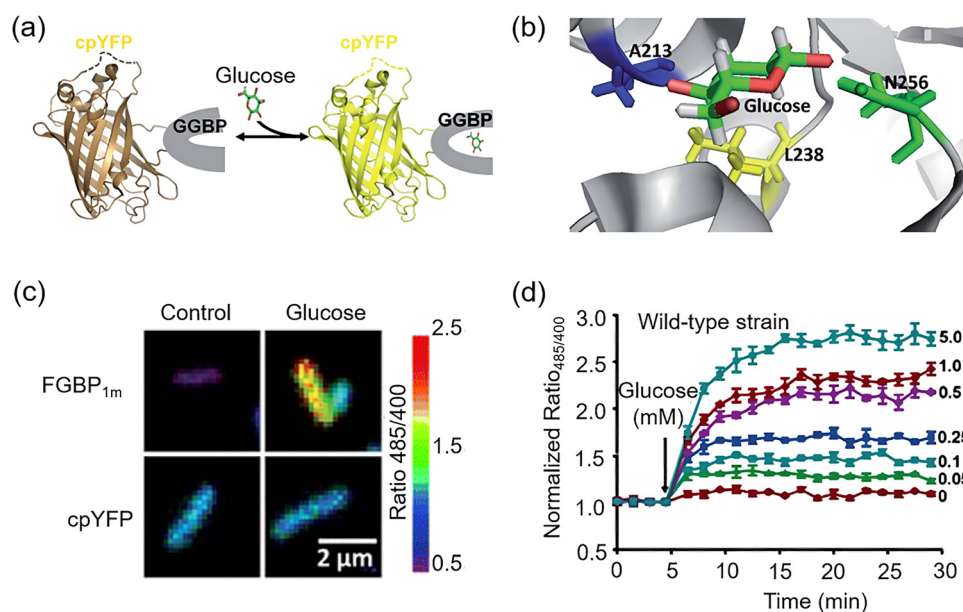 (a)
cpYFP
cpYFP
Glucose
GGBP
GGBP
(b)
A213
Glucose
N256
L238
(c)
Control
Glucose
FGBP1m
cpYFP
2 μm
2.5
1.5
0.5
Ratio 485/400
(d)
Wild-type strain
Glucose
(mM)
Normalized Ratio485/400
3.0
2.5
2.0
1.5
1.0
0.5
5.0
1.0
0.5
0.25
0.1
0.05
0
0 5 10 15 20 25 30
Time (min)